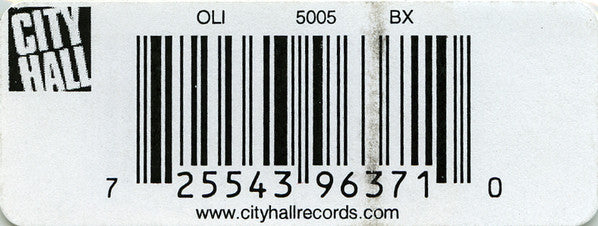 CITY
HALL
OLI 5005 BX
7 25543 96371 0
www.cityhallrecords.com